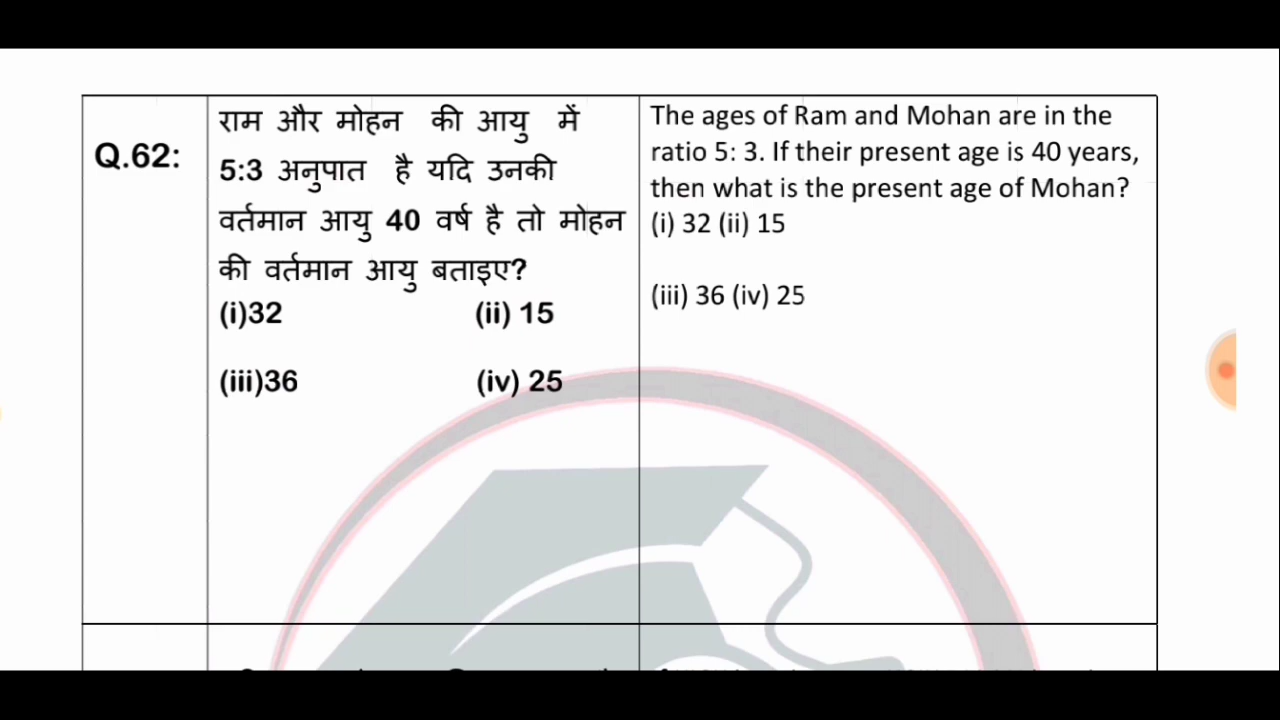 Q.62:
राम और मोहन की आयु में
5:3 अनुपात है यदि उनकी
वर्तमान आयु 40 वर्ष है तो मोहन
की वर्तमान आयु बताइए?
(i)32 (ii) 15
(iii)36 (iv) 25
The ages of Ram and Mohan are in the
ratio 5: 3. If their present age is 40 years,
then what is the present age of Mohan?
(i) 32 (ii) 15
(iii) 36 (iv) 25